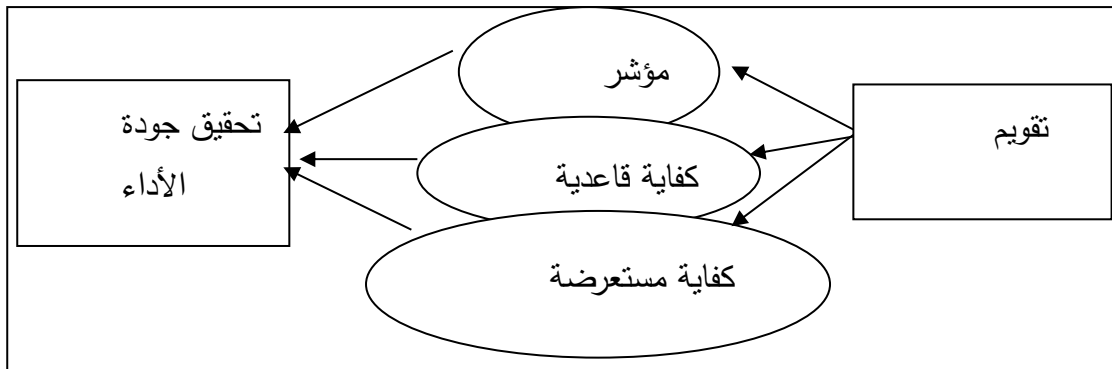 مؤشر
تقويم
تحقيق جودة
الأداء
كفاية قاعدية
كفاية مستعرضة